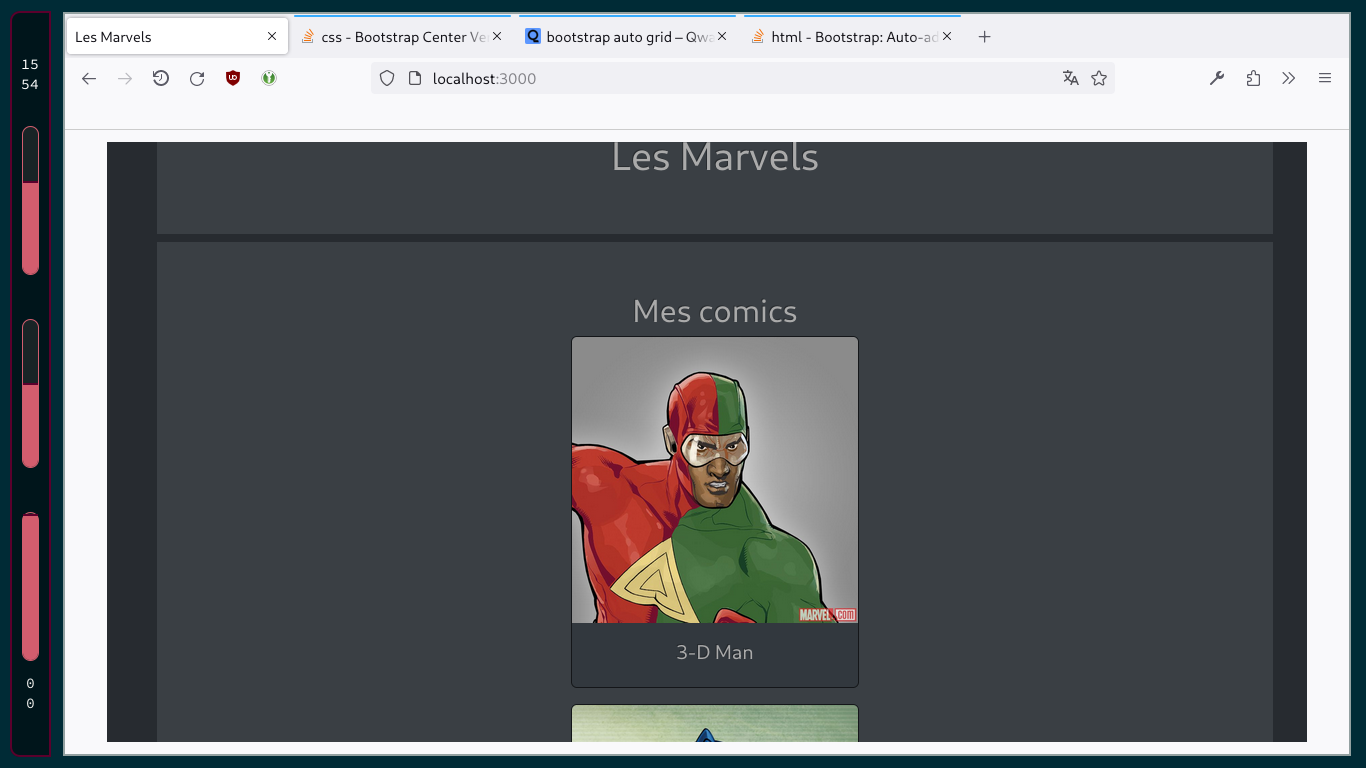 Les Marvels
css - Bootstrap Center Ve
bootstrap auto grid – Qwa
html - Bootstrap: Auto-ad
15
54
localhost:3000
Les Marvels
Mes comics
MARVEL.com
3-D Man
0
0